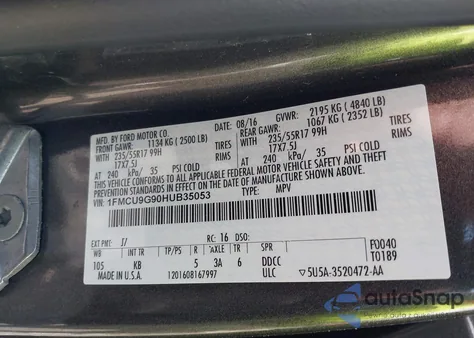 MFD. BY FORD MOTOR CO.
08/16 GVWR: 2195 KG ( 4840 LB)
FRONT GAWR: 1134 KG ( 2500 LB) REAR GAWR: 1067 KG ( 2352 LB)
235/55R17 99H TIRES 235/55R17 99H TIRES
17X7.5J RIMS 17X7.5J RIMS
AT 240 kPa/ 35 PSI COLD AT 240 kPa/ 35 PSI COLD
THIS VEHICLE CONFORMS TO ALL APPLICABLE FEDERAL MOTOR VEHICLE SAFETY AND BUMPER, AND THEFT
PREVENTION STANDARDS IN EFFECT ON THE DATE OF MANUFACTURE SHOWN ABOVE.
VIN: 1FMCU9G90HUB35053
TYPE: MPV
EXT PNT: J7 RC: 16 DSO:
WB INT TR TP/PS R AXLE TR SPR
105 KB 5 3A 6 DDCC
MADE IN U.S.A. 1201608167997 ULC 5U5A-3520472-AA
F0040
T0189
autoSnap